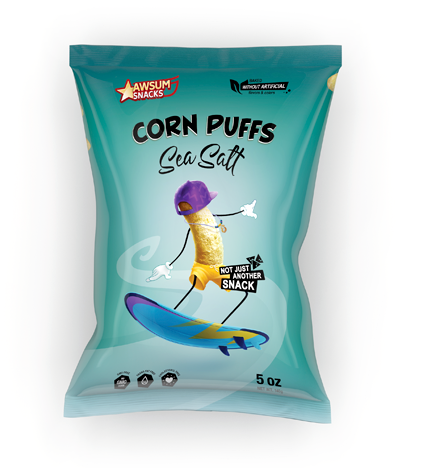 AWSUM
SNACKS
WITHOUT ARTIFICIAL
CORN PUFFS
Sea Salt
NOT JUST
ANOTHER
SNACK
5 oz